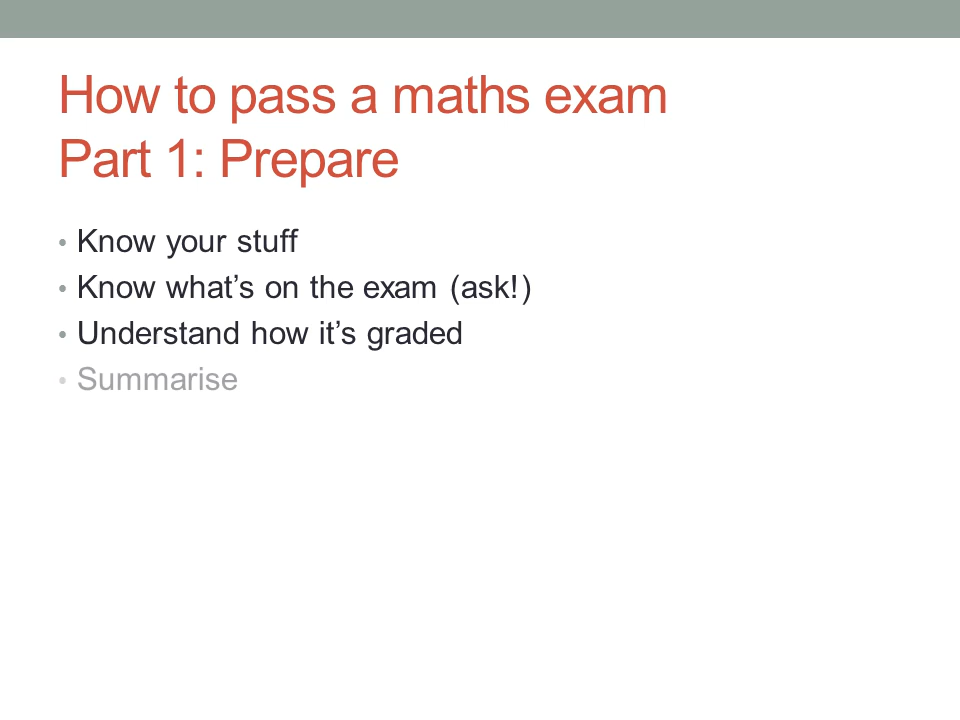 How to pass a maths exam
Part 1: Prepare
• Know your stuff
• Know what’s on the exam (ask!)
• Understand how it’s graded
• Summarise